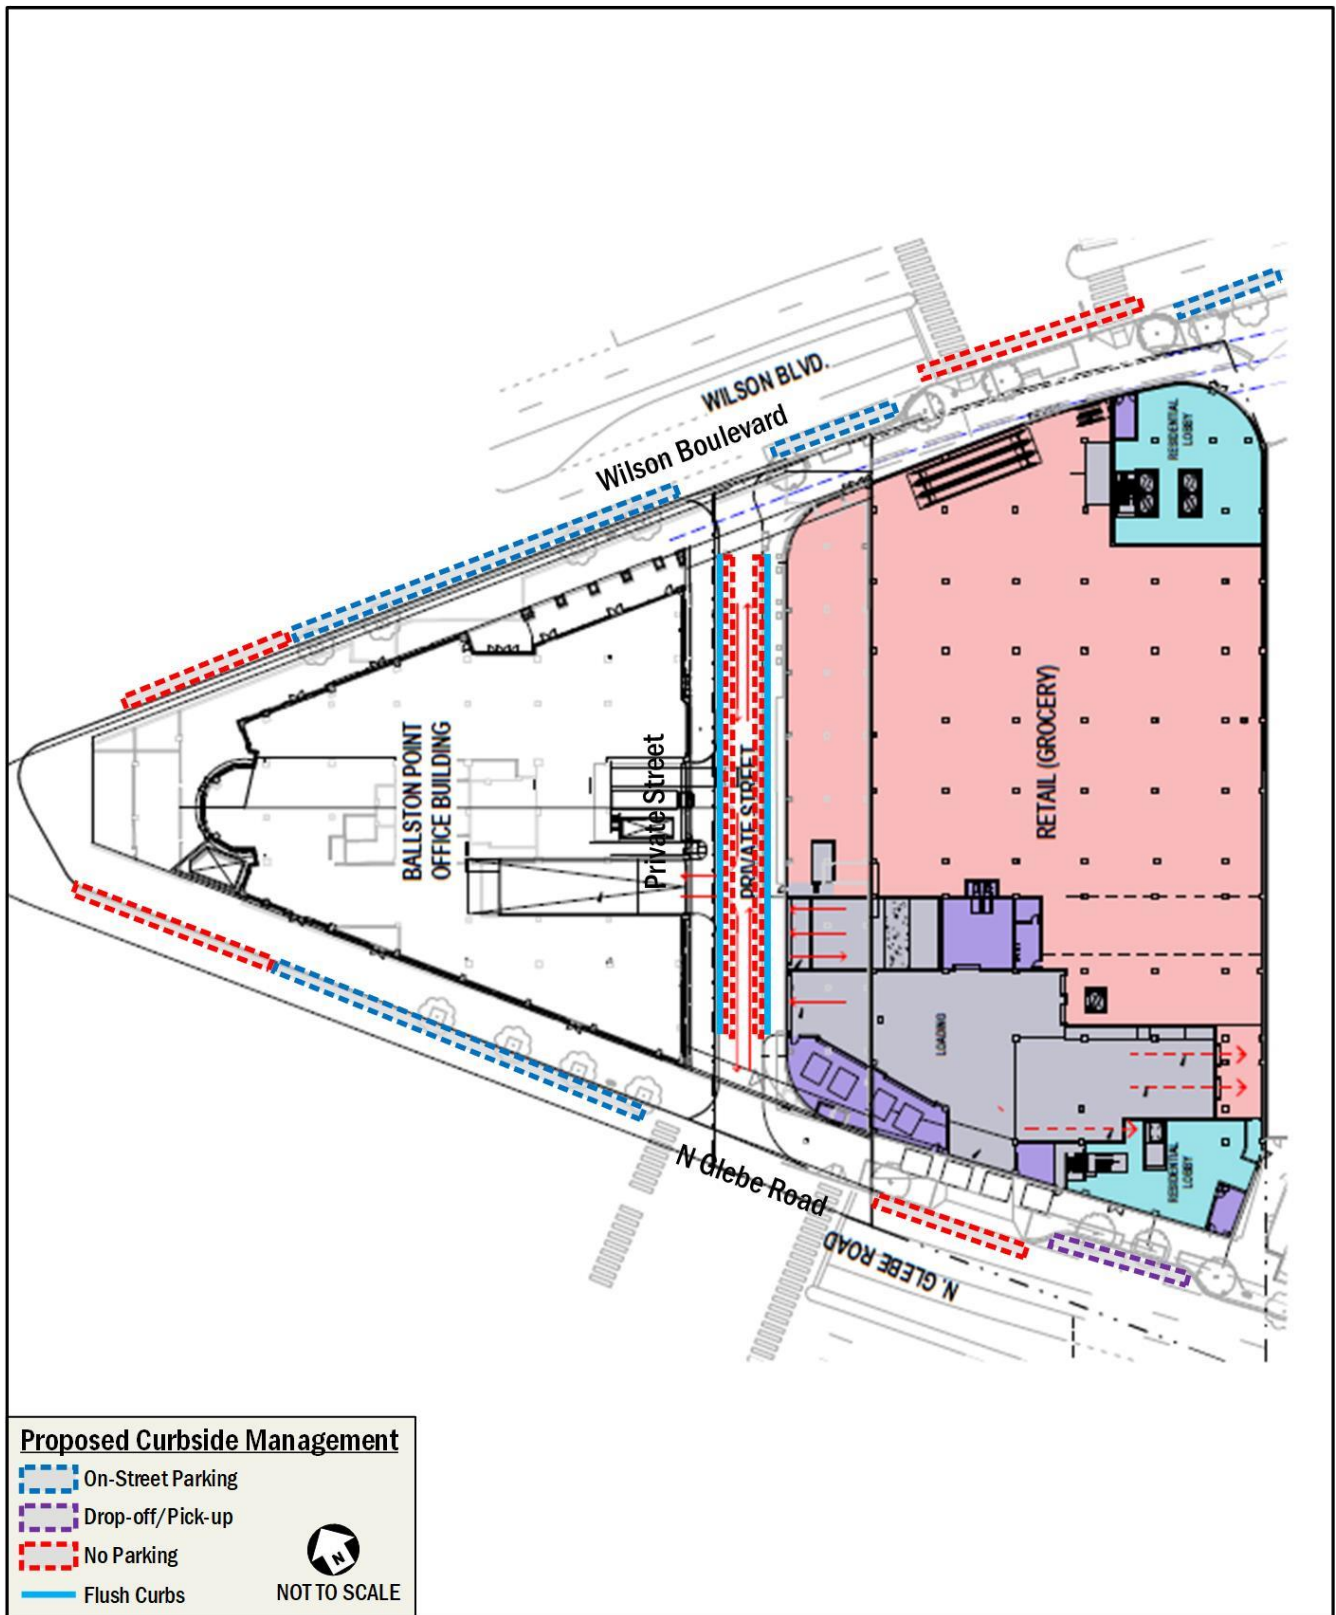 WILSON BLVD.
Wilson Boulevard
RESIDENTIAL
LOBBY
RETAIL (GROCERY)
BALLSTON POINT
OFFICE BUILDING
Private Street
PRIVATE STREET
LOADING
RESIDENTIAL
LOBBY
N Glebe Road
N. GLEBE ROAD
Proposed Curbside Management
On-Street Parking
Drop-off/Pick-up
No Parking
Flush Curbs
N
NOT TO SCALE